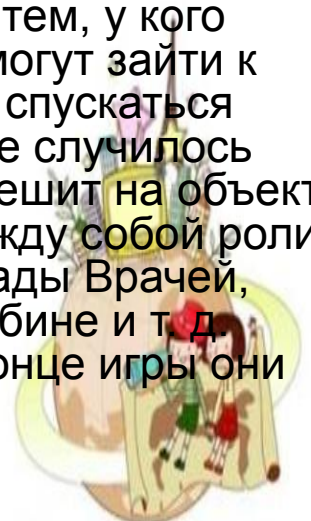 тем, у кого
могут зайти к
спускаться
е случилось
ешит на объект
жду собой роли
ады Врачей,
бине и т. д.
онце игры они